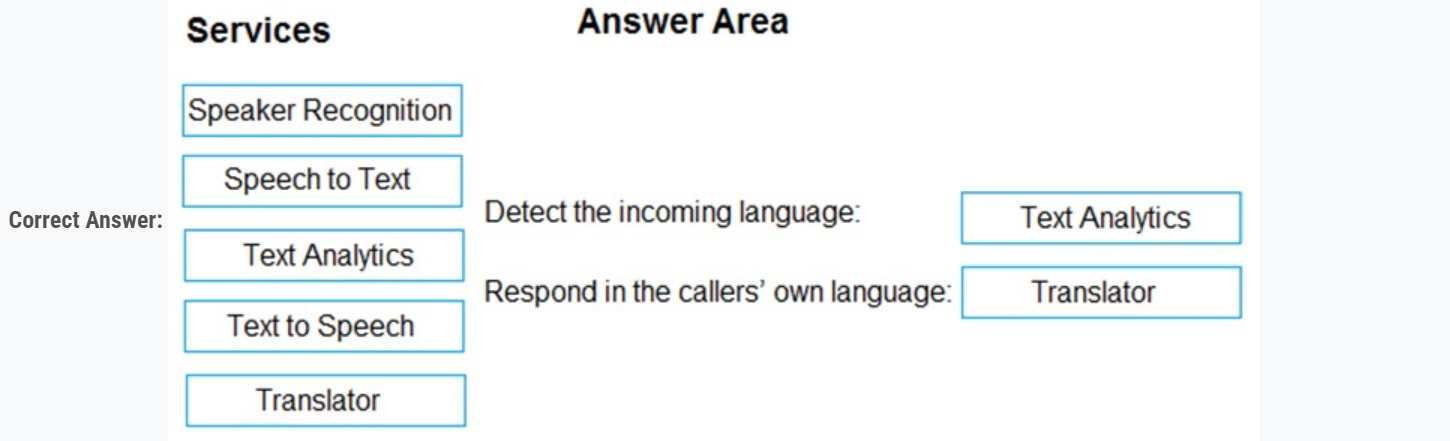 Services
Answer Area
Speaker Recognition
Speech to Text
Correct Answer:
Text Analytics
Text to Speech
Translator
Detect the incoming language:
Text Analytics
Respond in the callers’ own language:
Translator